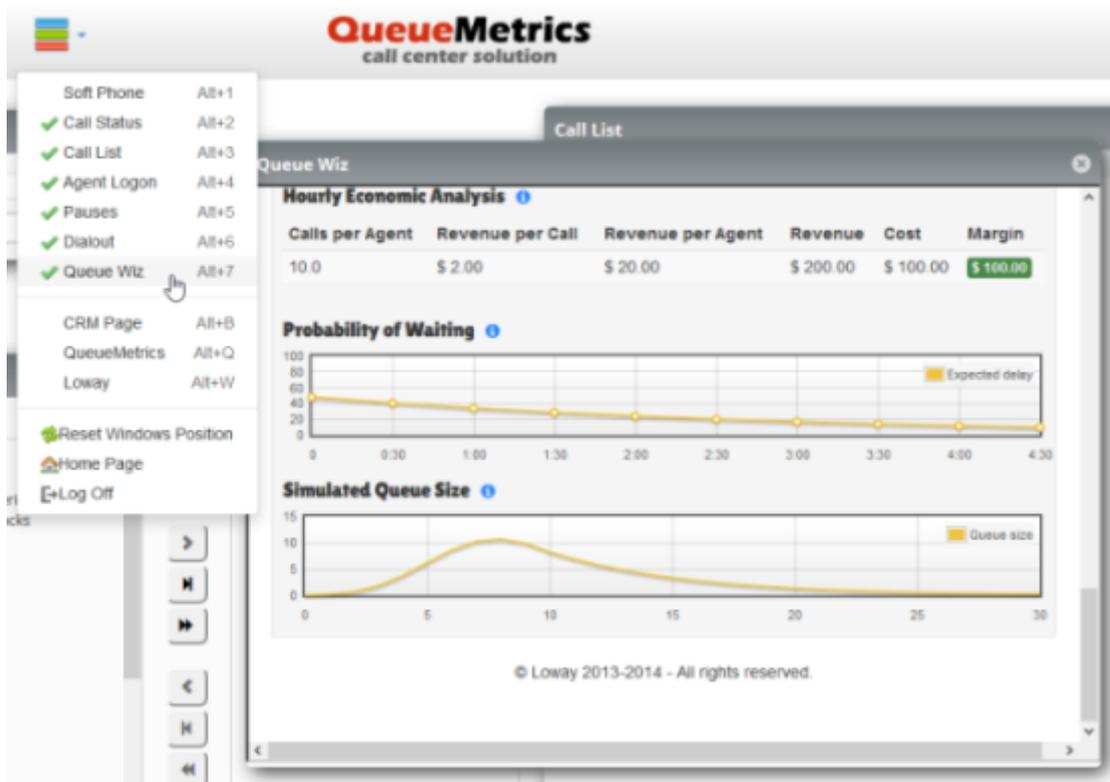 QueueMetrics
call center solution
Soft Phone Alt+1
Call Status Alt+2
Call List Alt+3
Agent Logon Alt+4
Pauses Alt+5
Dialout Alt+6
Queue Wiz Alt+7
CRM Page Alt+B
QueueMetrics Alt+Q
Loway Alt+W
Reset Windows Position
Home Page
Log Off
Call List
Queue Wiz
Hourly Economic Analysis
Calls per Agent Revenue per Call Revenue per Agent Revenue Cost Margin
10.0 $ 2.00 $ 20.00 $ 200.00 $ 100.00 $ 100.00
Probability of Waiting
100
80
60
40
20
0
Expected delay
0 0:30 1:00 1:30 2:00 2:30 3:00 3:30 4:00 4:30
Simulated Queue Size
15
10
5
0
Queue size
0 5 10 15 20 25 30
© Loway 2013-2014 - All rights reserved.